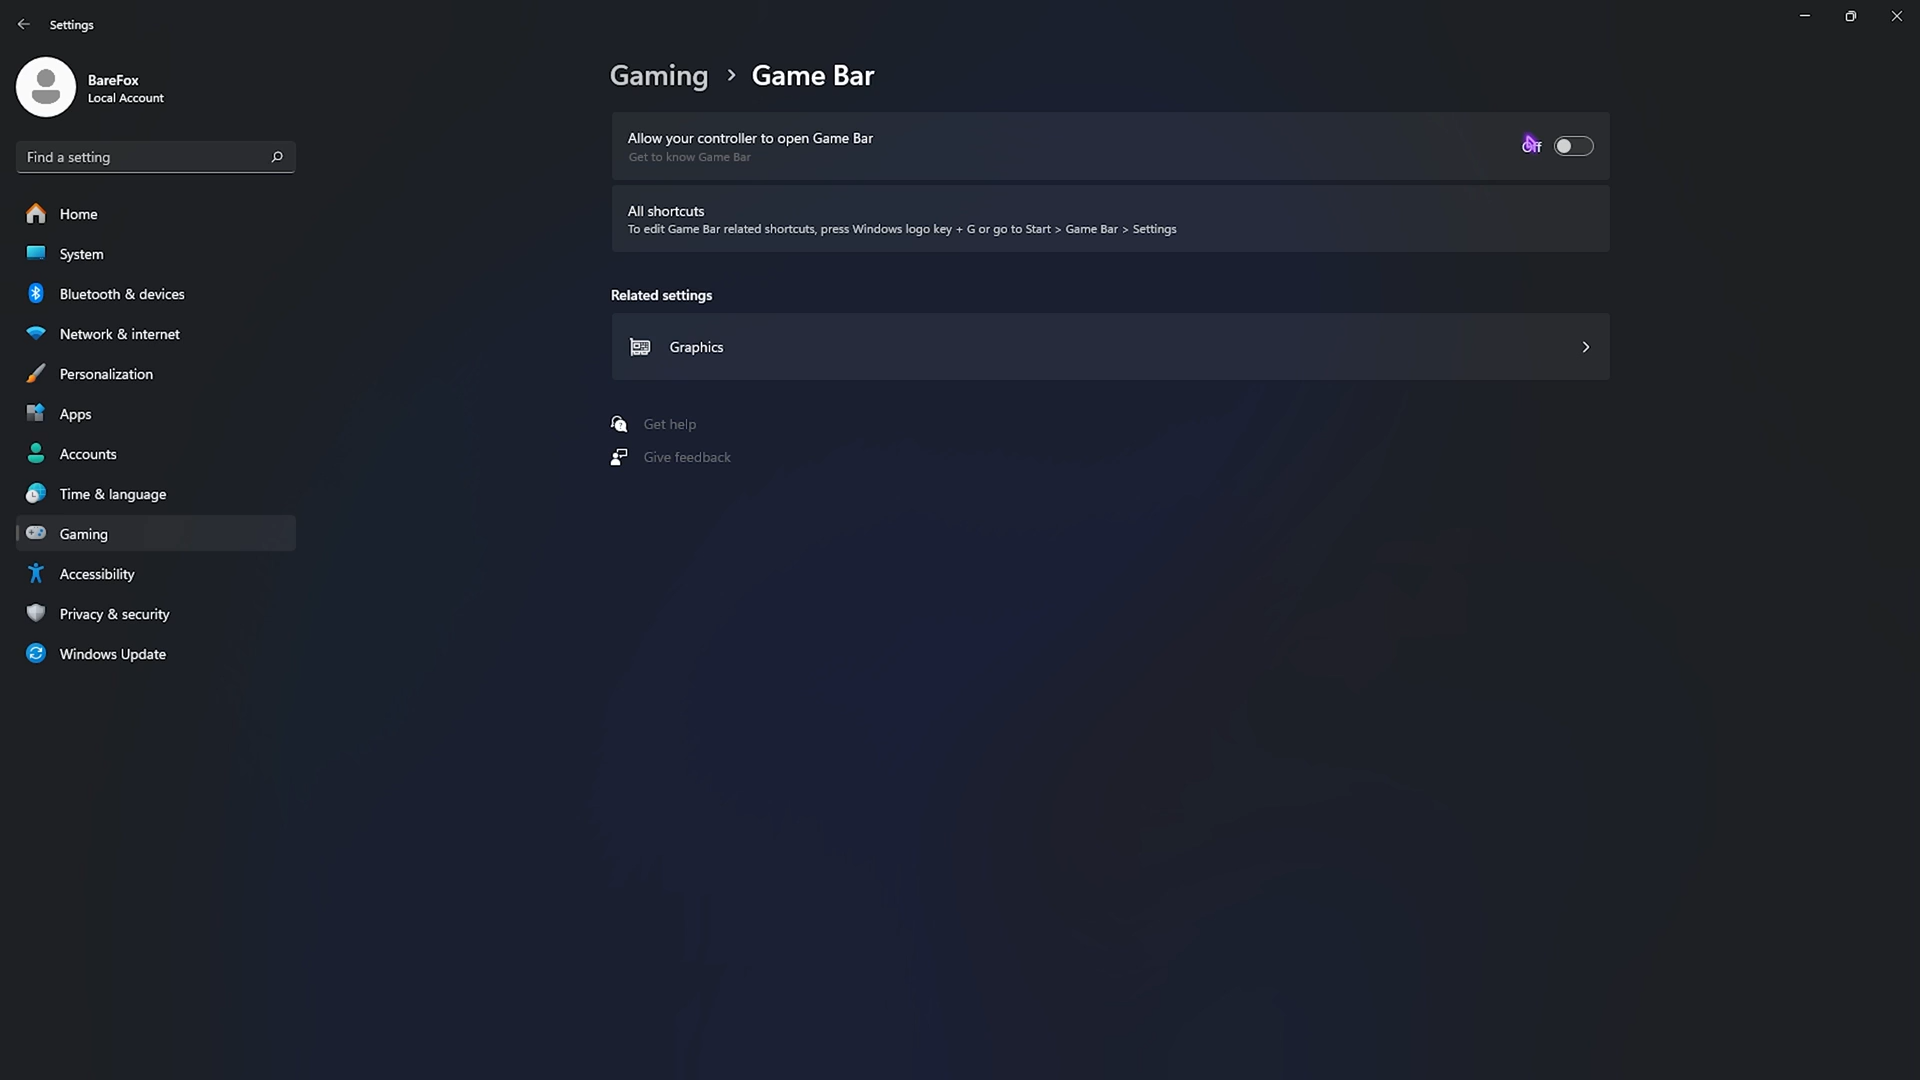 Settings
BareFox
Local Account
Find a setting
Home
System
Bluetooth & devices
Network & internet
Personalization
Apps
Accounts
Time & language
Gaming
Accessibility
Privacy & security
Windows Update
Gaming > Game Bar
Allow your controller to open Game Bar
Get to know Game Bar
Off
All shortcuts
To edit Game Bar related shortcuts, press Windows logo key + G or go to Start > Game Bar > Settings
Related settings
Graphics
Get help
Give feedback